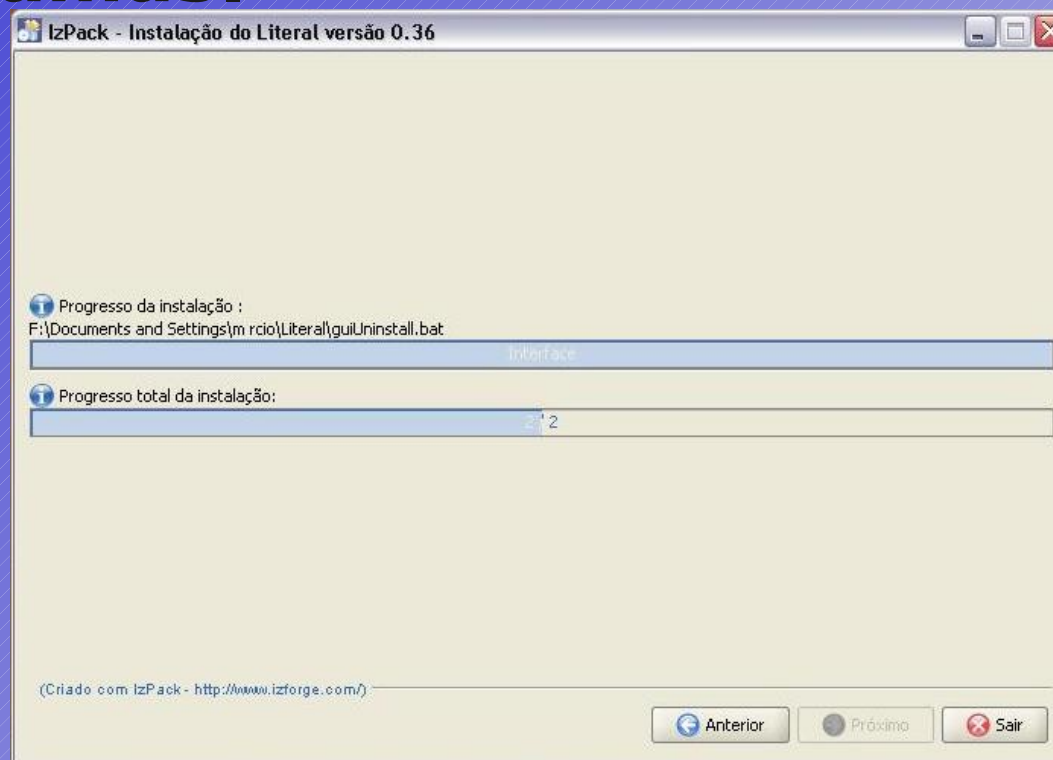 IzPack - Instalação do Literal versão 0.36
Progresso da instalação :
F:\Documents and Settings\m rcio\Literal\guiUninstall.bat
Interface
Progresso total da instalação:
2 / 2
(Criado com IzPack - http://www.izforge.com/)
Anterior
Próximo
Sair